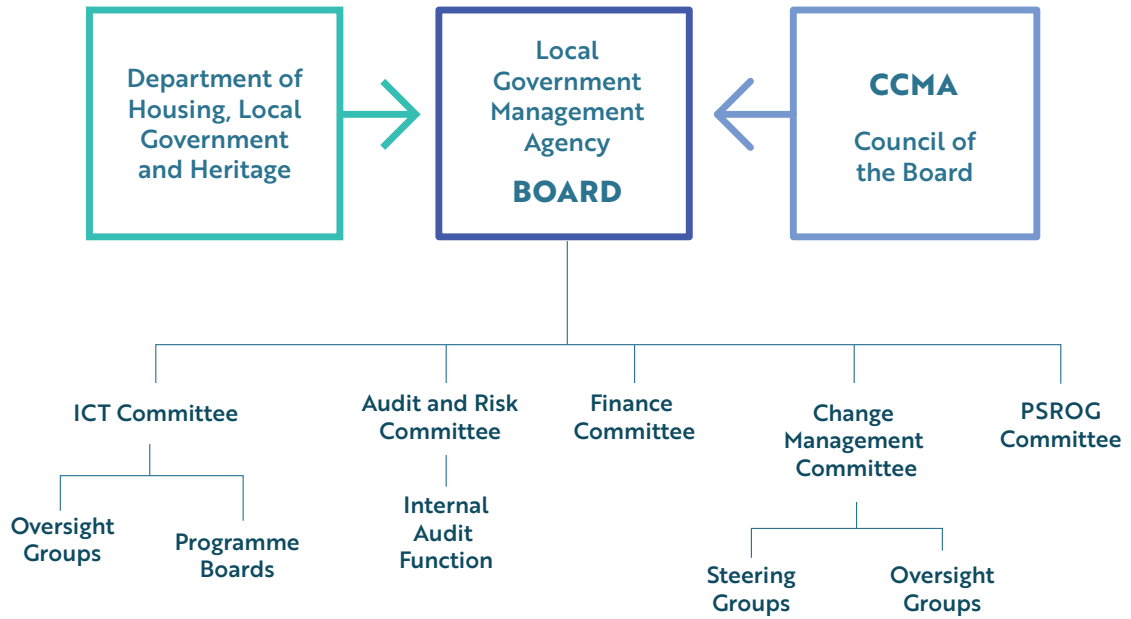 Department of
Housing, Local
Government
and Heritage
Local
Government
Management
Agency
BOARD
CCMA
Council of
the Board
ICT Committee
Oversight
Groups
Programme
Boards
Audit and Risk
Committee
Internal
Audit
Function
Finance
Committee
Change
Management
Committee
Steering
Groups
Oversight
Groups
PSROG
Committee